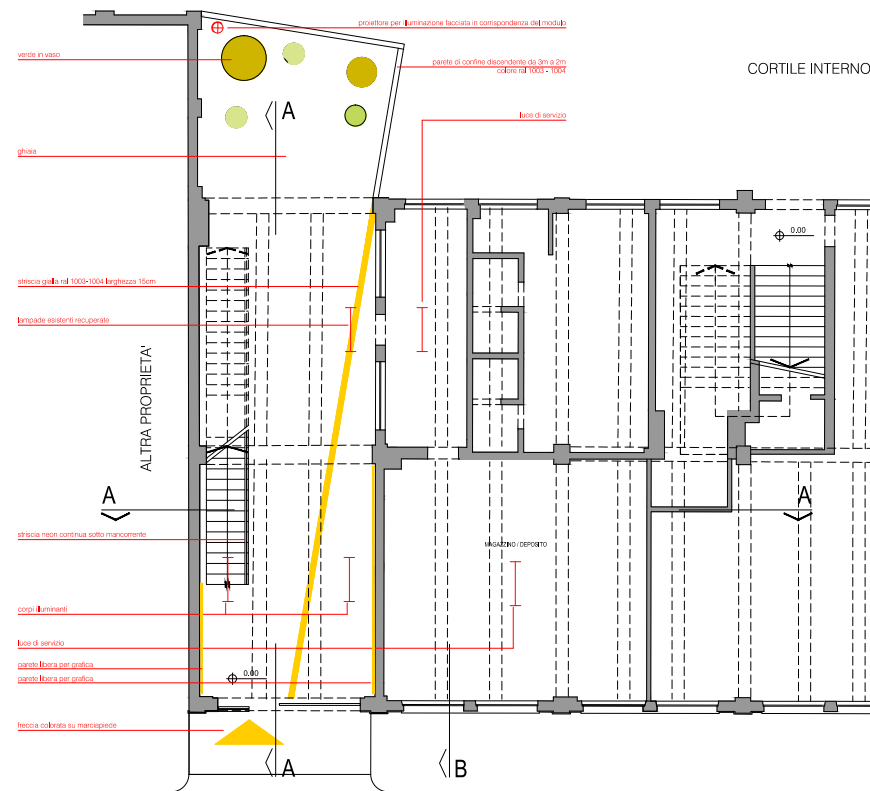 proiettore per illuminazione facciata in corrispondenza del modulo
verde in vaso
parete di confine discendente da 3m a 2m
colore ral 1003 - 1004
CORTILE INTERNO
A
luce di servizio
ghiaia
0.00
striscia gialla ral 1003-1004 larghezza 15cm
lampade esistenti recuperate
ALTRA PROPRIETA'
A
A
striscia neon continua sotto mancorrente
MAGAZZINO / DEPOSITO
corpi illuminanti
luce di servizio
parete libera per grafica
0.00
parete libera per grafica
freccia colorata su marciapiede
A
B